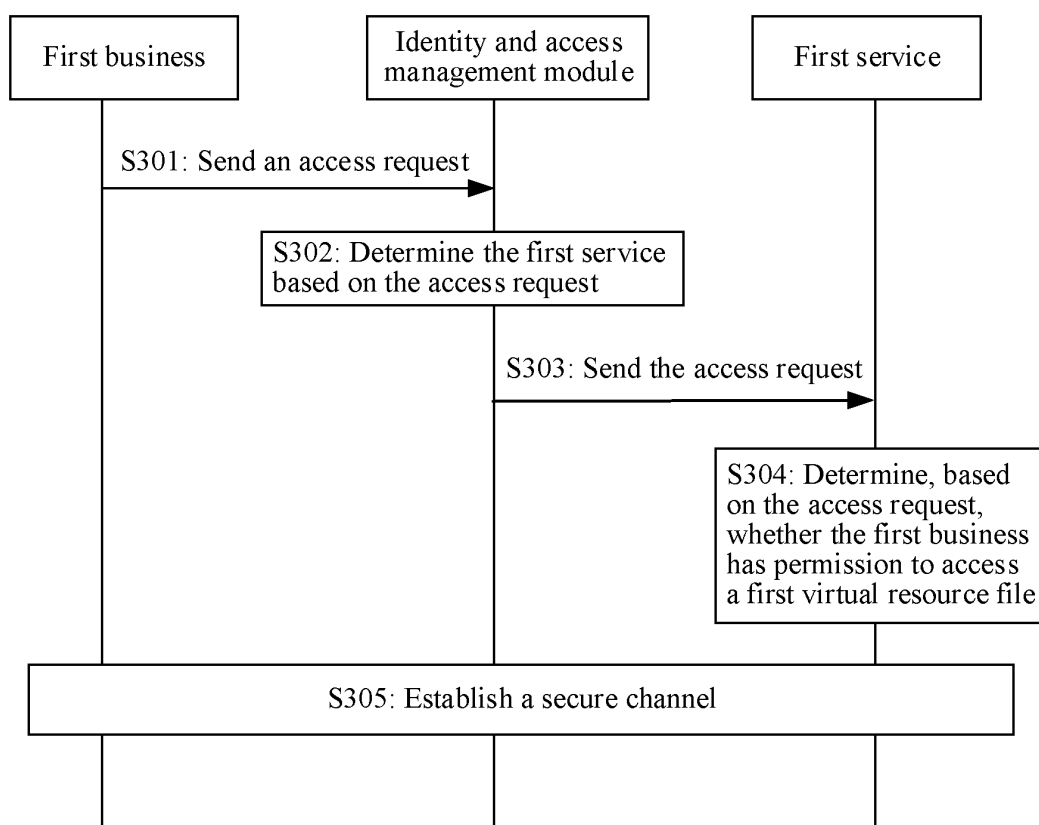 First business
Identity and access
management module
First service
S301: Send an access request
S302: Determine the first service
based on the access request
S303: Send the access request
S304: Determine, based
on the access request,
whether the first business
has permission to access
a first virtual resource file
S305: Establish a secure channel